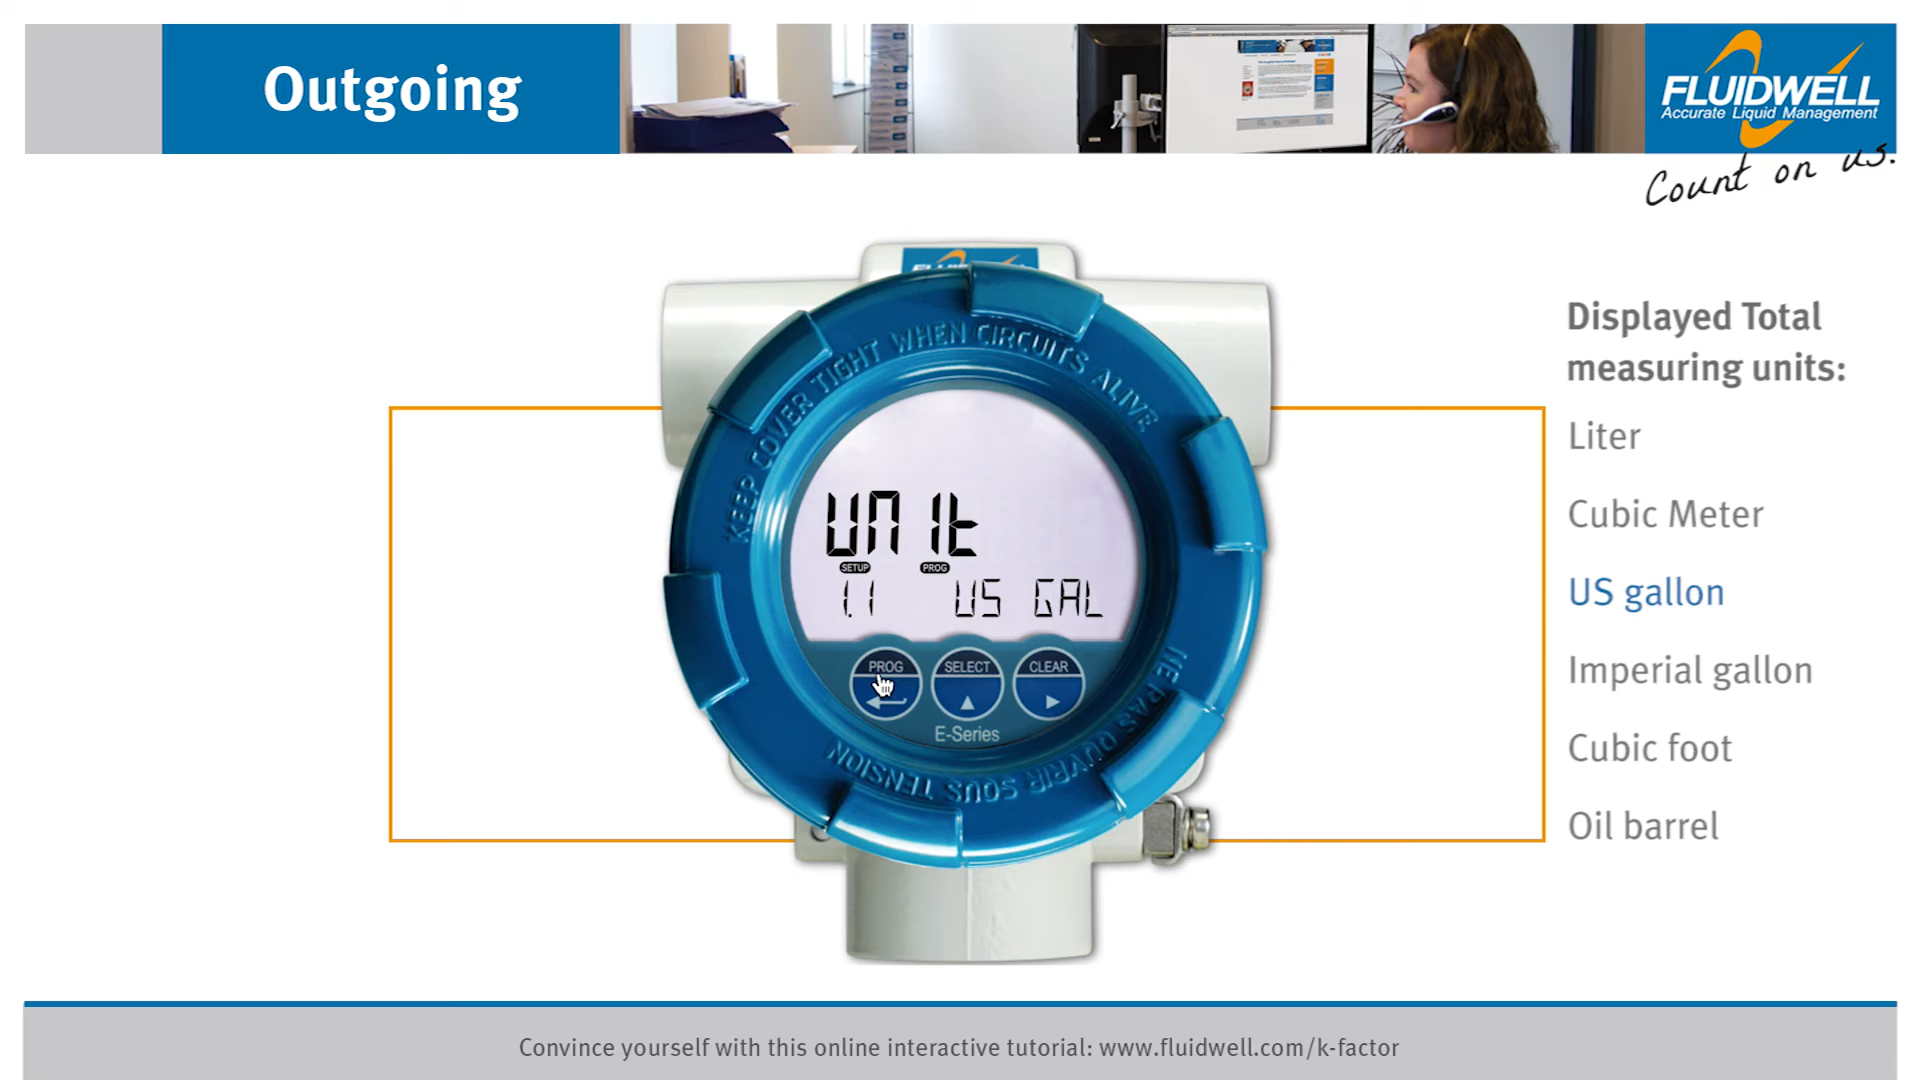 Outgoing
FLUIDWELL
Accurate Liquid Management
Count on us.
KEEP COVER TIGHT WHEN CIRCUITS ALIVE
UNIt
SETUP PROG
1.1 US GAL
PROG SELECT CLEAR
E-Series
NE PAS OUVRIR SOUS TENSION
Displayed Total
measuring units:
Liter
Cubic Meter
US gallon
Imperial gallon
Cubic foot
Oil barrel
Convince yourself with this online interactive tutorial: www.fluidwell.com/k-factor